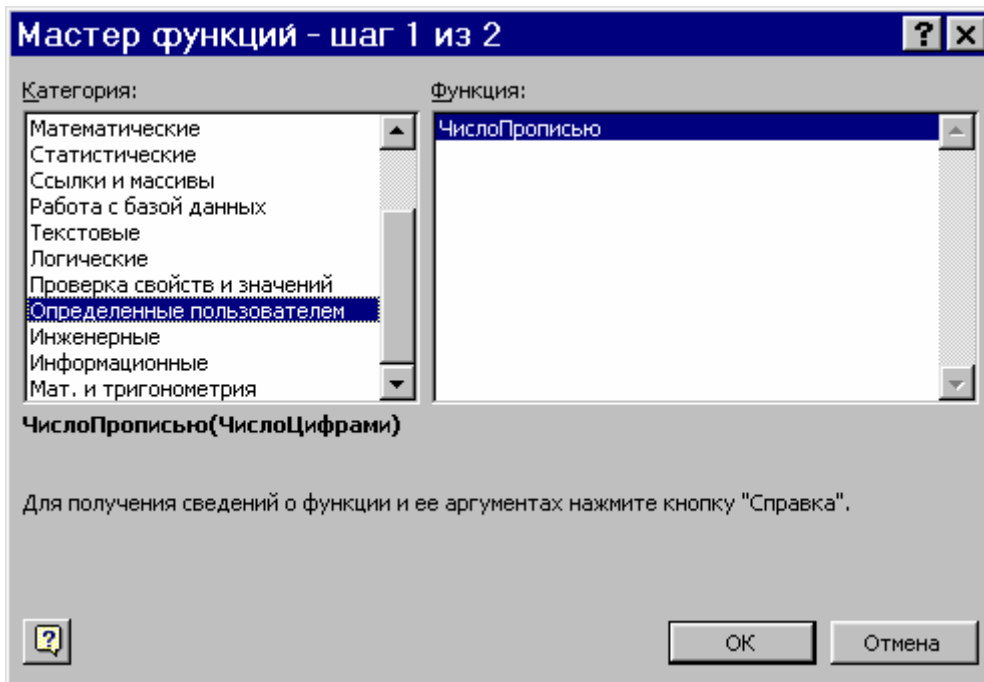 Мастер функций - шаг 1 из 2
Категория:
Функция:
Математические
Статистические
Ссылки и массивы
Работа с базой данных
Текстовые
Логические
Проверка свойств и значений
Определенные пользователем
Инженерные
Информационные
Мат. и тригонометрия
ЧислоПрописью
ЧислоПрописью(ЧислоЦифрами)
Для получения сведений о функции и ее аргументах нажмите кнопку "Справка".
ОК
Отмена